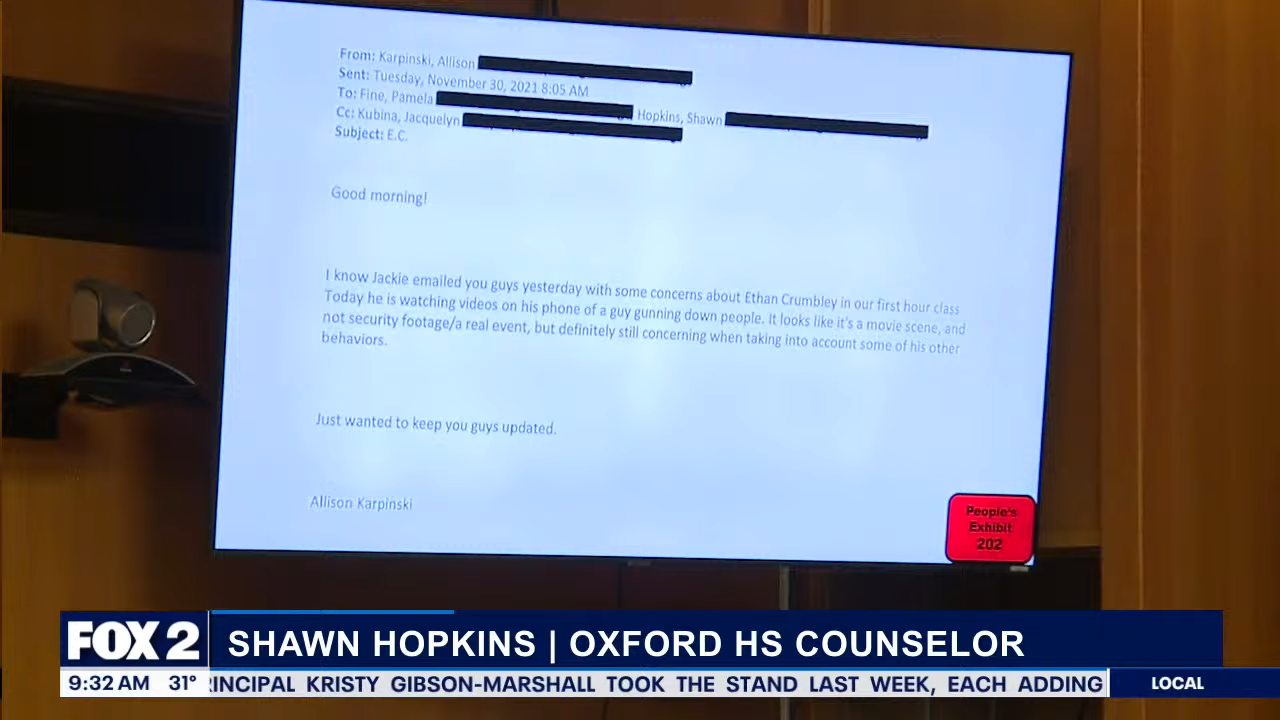 From: Karpinski, Allison
Sent: Tuesday, November 30, 2021 8:05 AM
To: Fine, Pamela Hopkins, Shawn
Cc: Kubina, Jacquelyn
Subject: E.C.
Good morning!
I know Jackie emailed you guys yesterday with some concerns about Ethan Crumbley in our first hour class
Today he is watching videos on his phone of a guy gunning down people. It looks like it's a movie scene, and
not security footage/a real event, but definitely still concerning when taking into account some of his other
behaviors.
Just wanted to keep you guys updated.
Allison Karpinski
People's
Exhibit
202
FOX 2
SHAWN HOPKINS | OXFORD HS COUNSELOR
9:32 AM 31° RINCIPAL KRISTY GIBSON-MARSHALL TOOK THE STAND LAST WEEK, EACH ADDING LOCAL